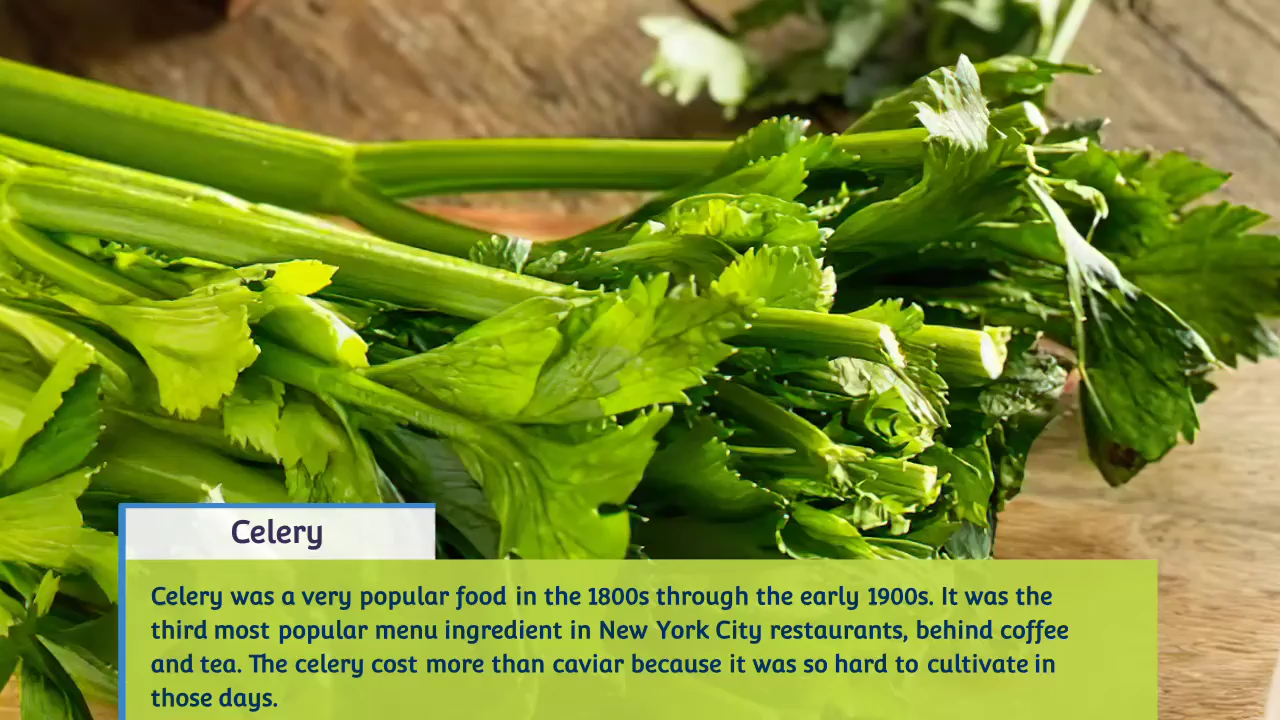 Celery
Celery was a very popular food in the 1800s through the early 1900s. It was the
third most popular menu ingredient in New York City restaurants, behind coffee
and tea. The celery cost more than caviar because it was so hard to cultivate in
those days.